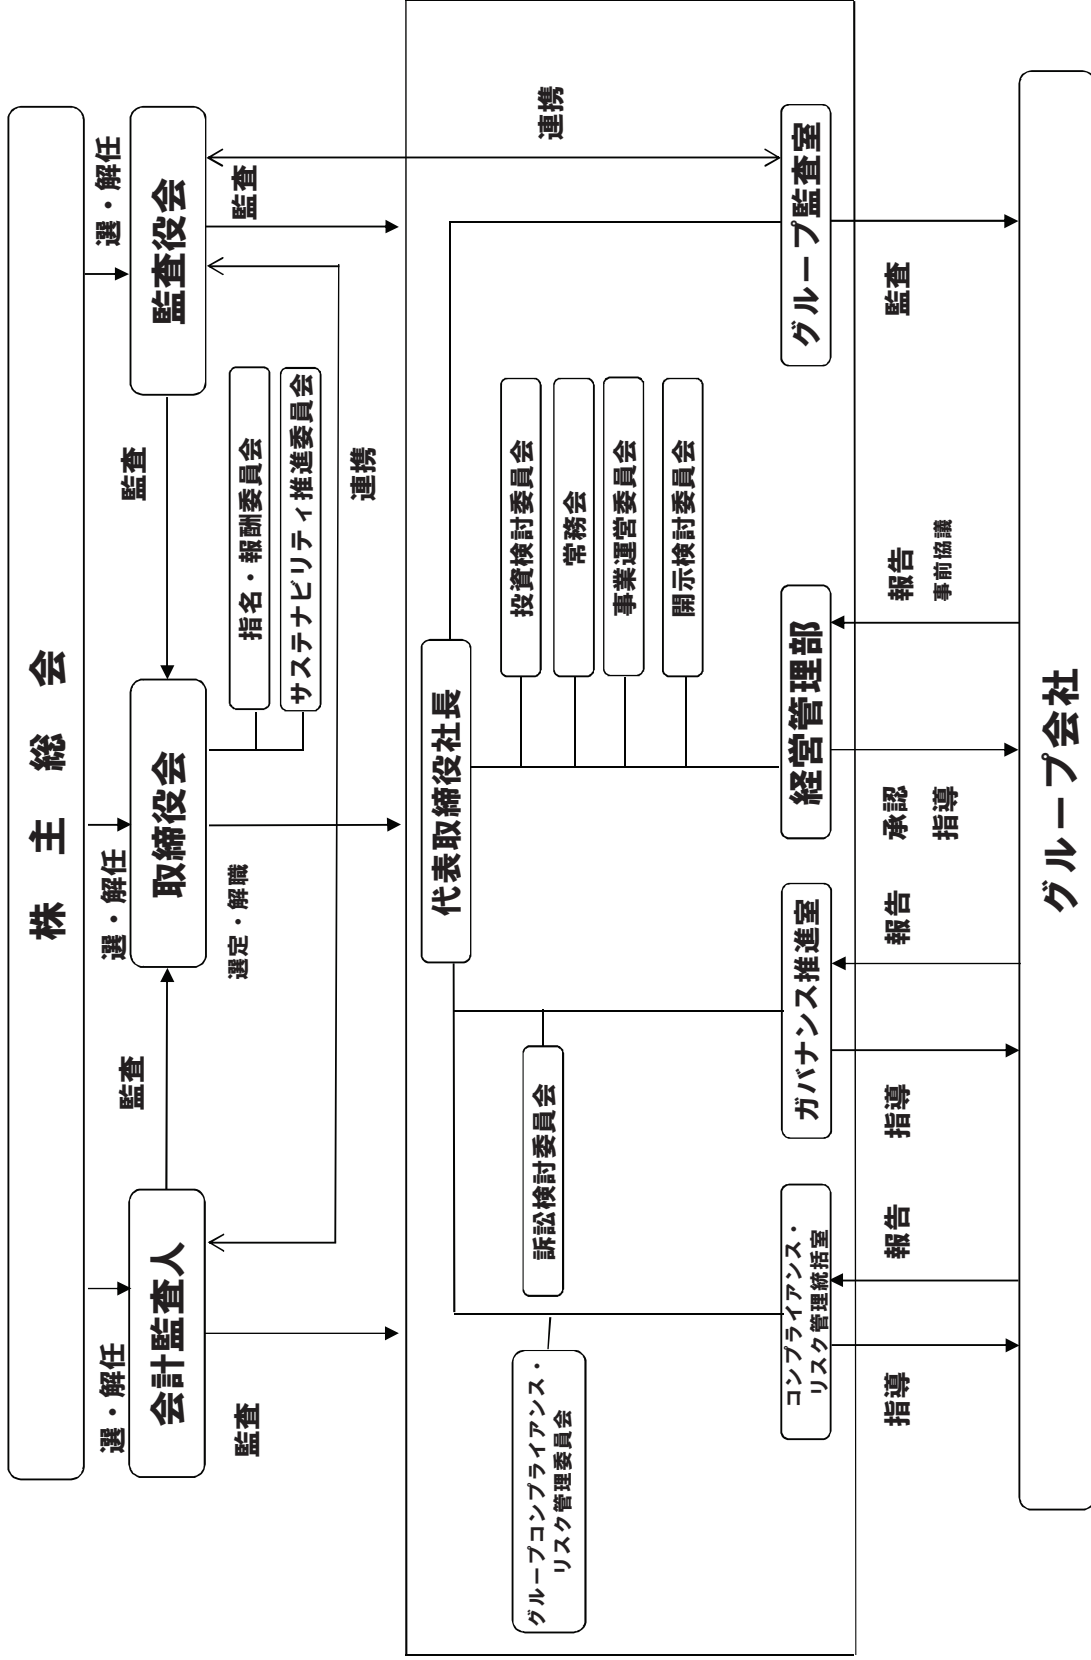 株主総会
選・解任
選・解任
選・解任
会計監査人
監査
取締役会
監査
監査役会
監査
選定・解職
指名・報酬委員会
サステナビリティ推進委員会
連携
監査
連携
代表取締役社長
グループコンプライアンス・
リスク管理委員会
訴訟検討委員会
投資検討委員会
常務会
事業運営委員会
開示検討委員会
コンプライアンス・
リスク管理統括室
ガバナンス推進室
経営管理部
グループ監査室
指導
報告
指導
報告
承認
指導
報告
事前協議
監査
グループ会社